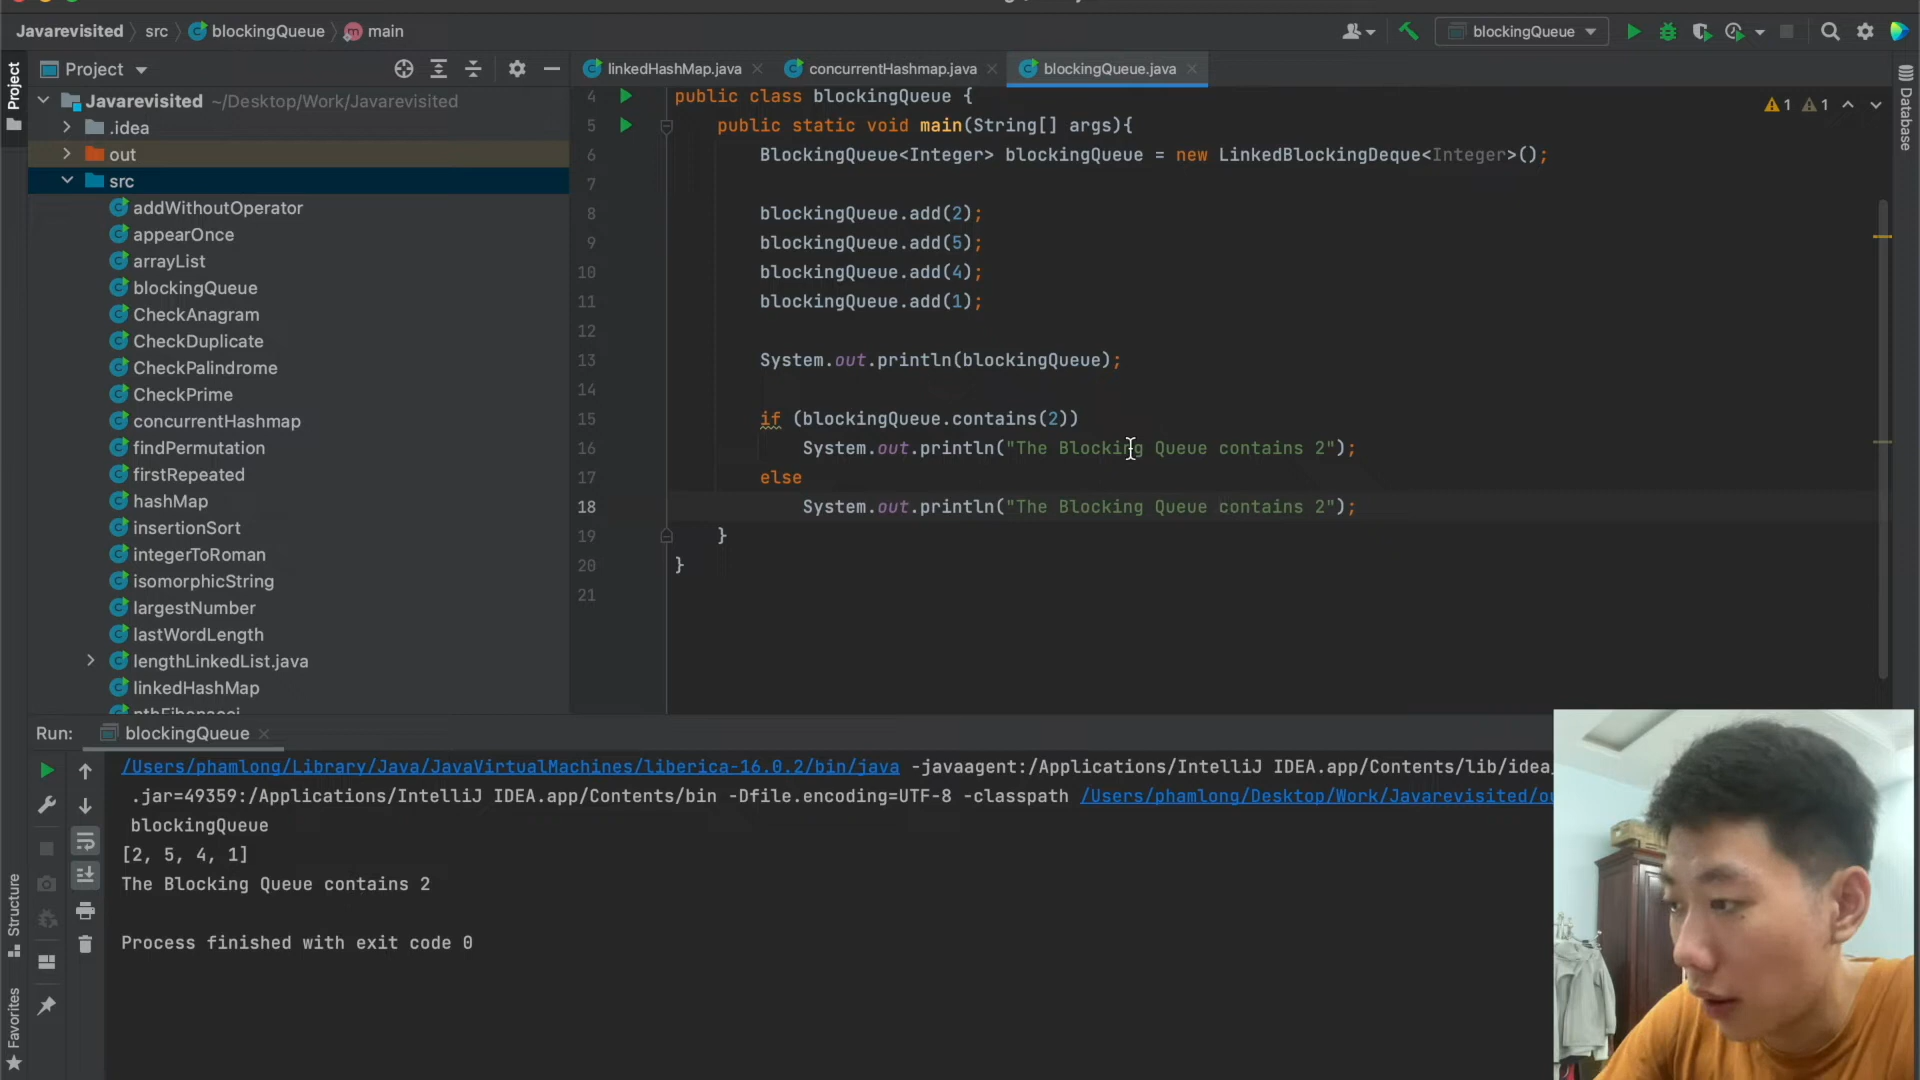 Javarevisited
src
blockingQueue
main
blockingQueue
Project
Project
linkedHashMap.java
concurrentHashmap.java
blockingQueue.java
Database
Javarevisited ~/Desktop/Work/Javarevisited
.idea
out
src
addWithoutOperator
appearOnce
arrayList
blockingQueue
CheckAnagram
CheckDuplicate
CheckPalindrome
CheckPrime
concurrentHashmap
findPermutation
firstRepeated
hashMap
insertionSort
integerToRoman
isomorphicString
largestNumber
lastWordLength
lengthLinkedList.java
linkedHashMap
1 1
4 public class blockingQueue {
5 public static void main(String[] args){
6 BlockingQueue<Integer> blockingQueue = new LinkedBlockingDeque<Integer>();
7
8 blockingQueue.add(2);
9 blockingQueue.add(5);
10 blockingQueue.add(4);
11 blockingQueue.add(1);
12
13 System.out.println(blockingQueue);
14
15 if (blockingQueue.contains(2))
16 System.out.println("The Blocking Queue contains 2");
17 else
18 System.out.println("The Blocking Queue contains 2");
19 }
20 }
21
Run: blockingQueue
/Users/phamlong/Library/Java/JavaVirtualMachines/liberica-16.0.2/bin/java -javaagent:/Applications/IntelliJ IDEA.app/Contents/lib/idea_
.jar=49359:/Applications/IntelliJ IDEA.app/Contents/bin -Dfile.encoding=UTF-8 -classpath /Users/phamlong/Desktop/Work/Javarevisited/ou
blockingQueue
[2, 5, 4, 1]
The Blocking Queue contains 2
Process finished with exit code 0
Structure
Favorites